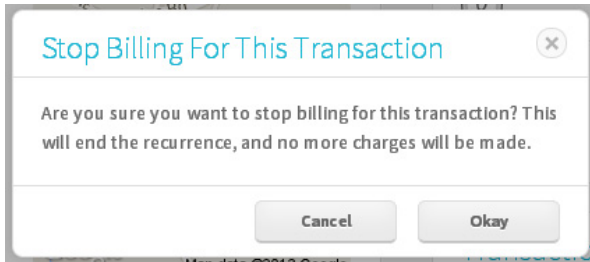 Stop Billing For This Transaction
Are you sure you want to stop billing for this transaction? This
will end the recurrence, and no more charges will be made.
Cancel Okay